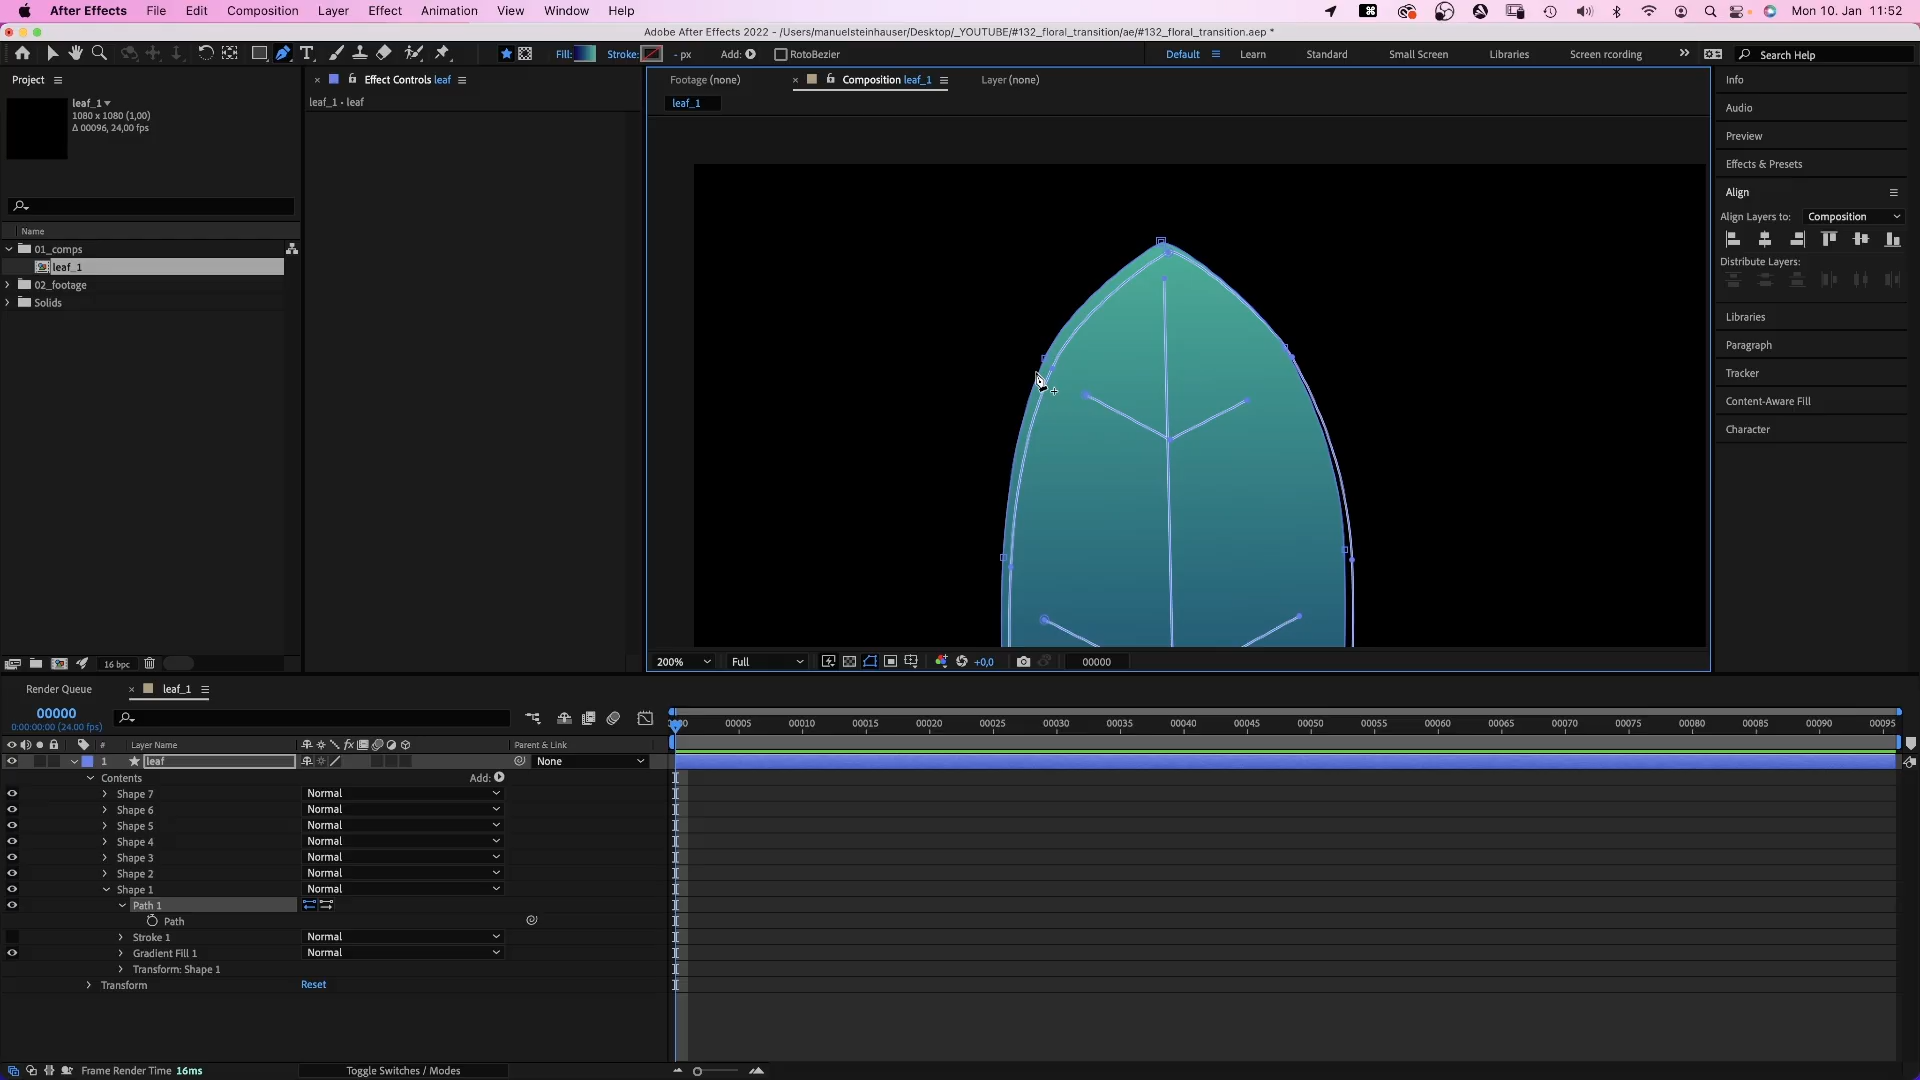 After Effects File Edit Composition Layer Effect Animation View Window Help Mon 10. Jan 11:52
Adobe After Effects 2022 - /Users/manuelsteinhauser/Desktop/_YOUTUBE/#132_floral_transition/ae/#132_floral_transition.aep *
Fill: Stroke: - px Add: RotoBezier Default Learn Standard Small Screen Libraries Screen rcording Search Help
Project Effect Controls leaf Footage (none) Composition leaf_1 Layer (none) Info
leaf_1 leaf_1 - leaf leaf_1
1080 x 1080 (1,00)
Δ 00096, 24,00 fps
Audio
Preview
Effects & Presets
Align
Align Layers to: Composition
Distribute Layers:
Libraries
Paragraph
Tracker
Content-Aware Fill
Character
Name
01_comps
leaf_1
02_footage
Solids
16 bpc 200% Full +0,0 00000
Render Queue leaf_1
00000
0:00:00:00 (24.00 fps)
00005 00010 00015 00020 00025 00030 00035 00040 00045 00050 00055 00060 00065 00070 00075 00080 00085 00090 00095
# Layer Name Parent & Link
1 leaf None
Contents Add:
Shape 7 Normal
Shape 6 Normal
Shape 5 Normal
Shape 4 Normal
Shape 3 Normal
Shape 2 Normal
Shape 1 Normal
Path 1
Path
Stroke 1 Normal
Gradient Fill 1 Normal
Transform: Shape 1
Transform Reset
Frame Render Time 16ms Toggle Switches / Modes